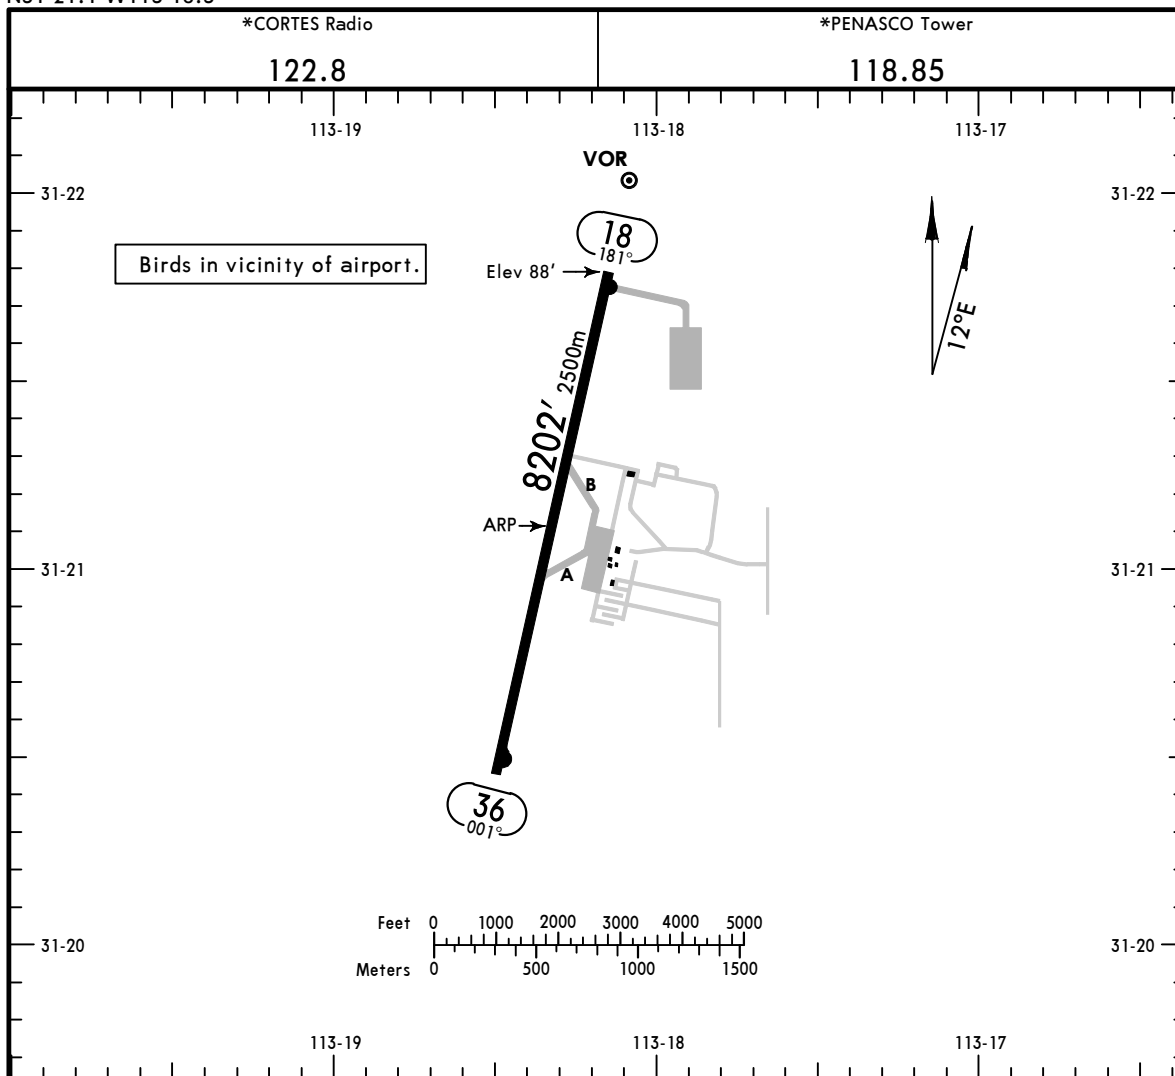 *CORTES Radio
*PENASCO Tower
122.8
118.85
113-19
113-18
113-17
VOR
31-22
31-22
18
181°
Birds in vicinity of airport.
Elev 88'
12°E
8202' 2500m
B
ARP
31-21
31-21
A
36
001°
Feet 0 1000 2000 3000 4000 5000
31-20
31-20
Meters 0 500 1000 1500
113-19
113-18
113-17